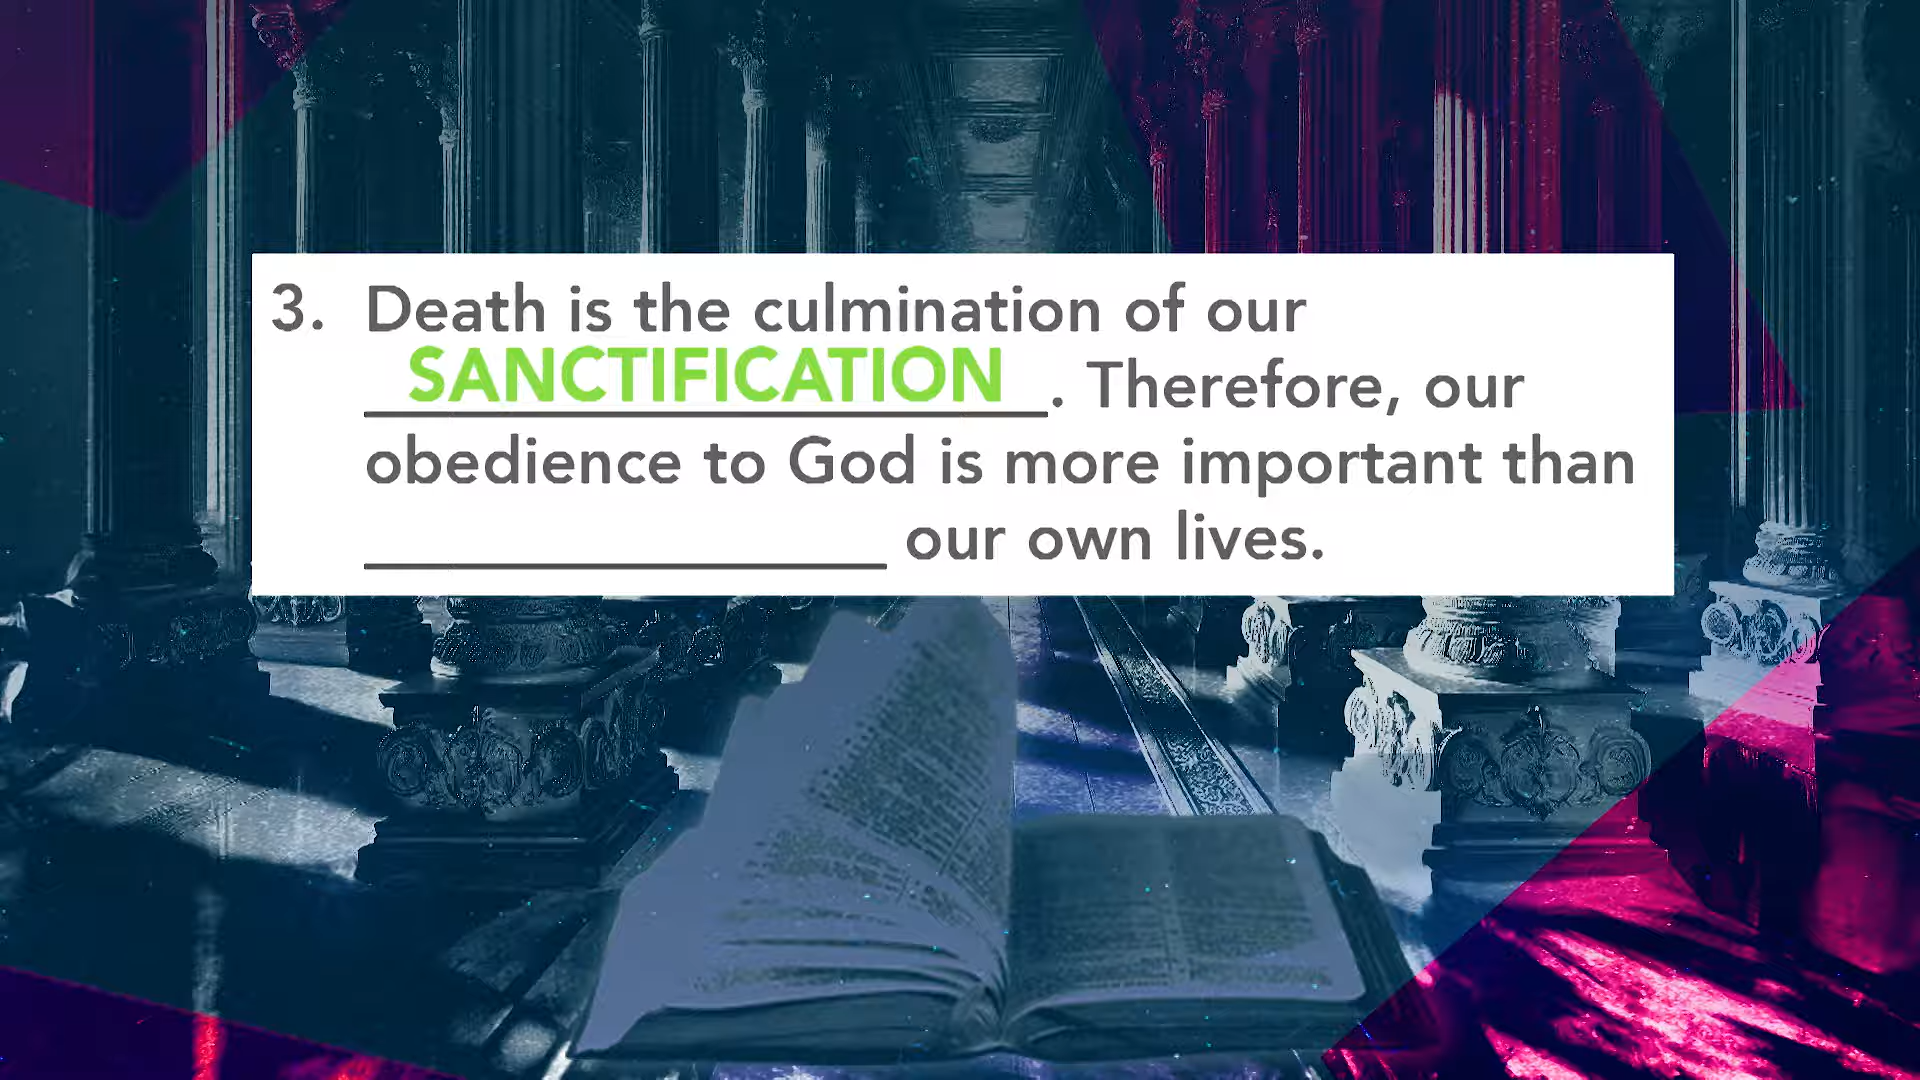 3. Death is the culmination of our
SANCTIFICATION. Therefore, our
obedience to God is more important than
_______________ our own lives.